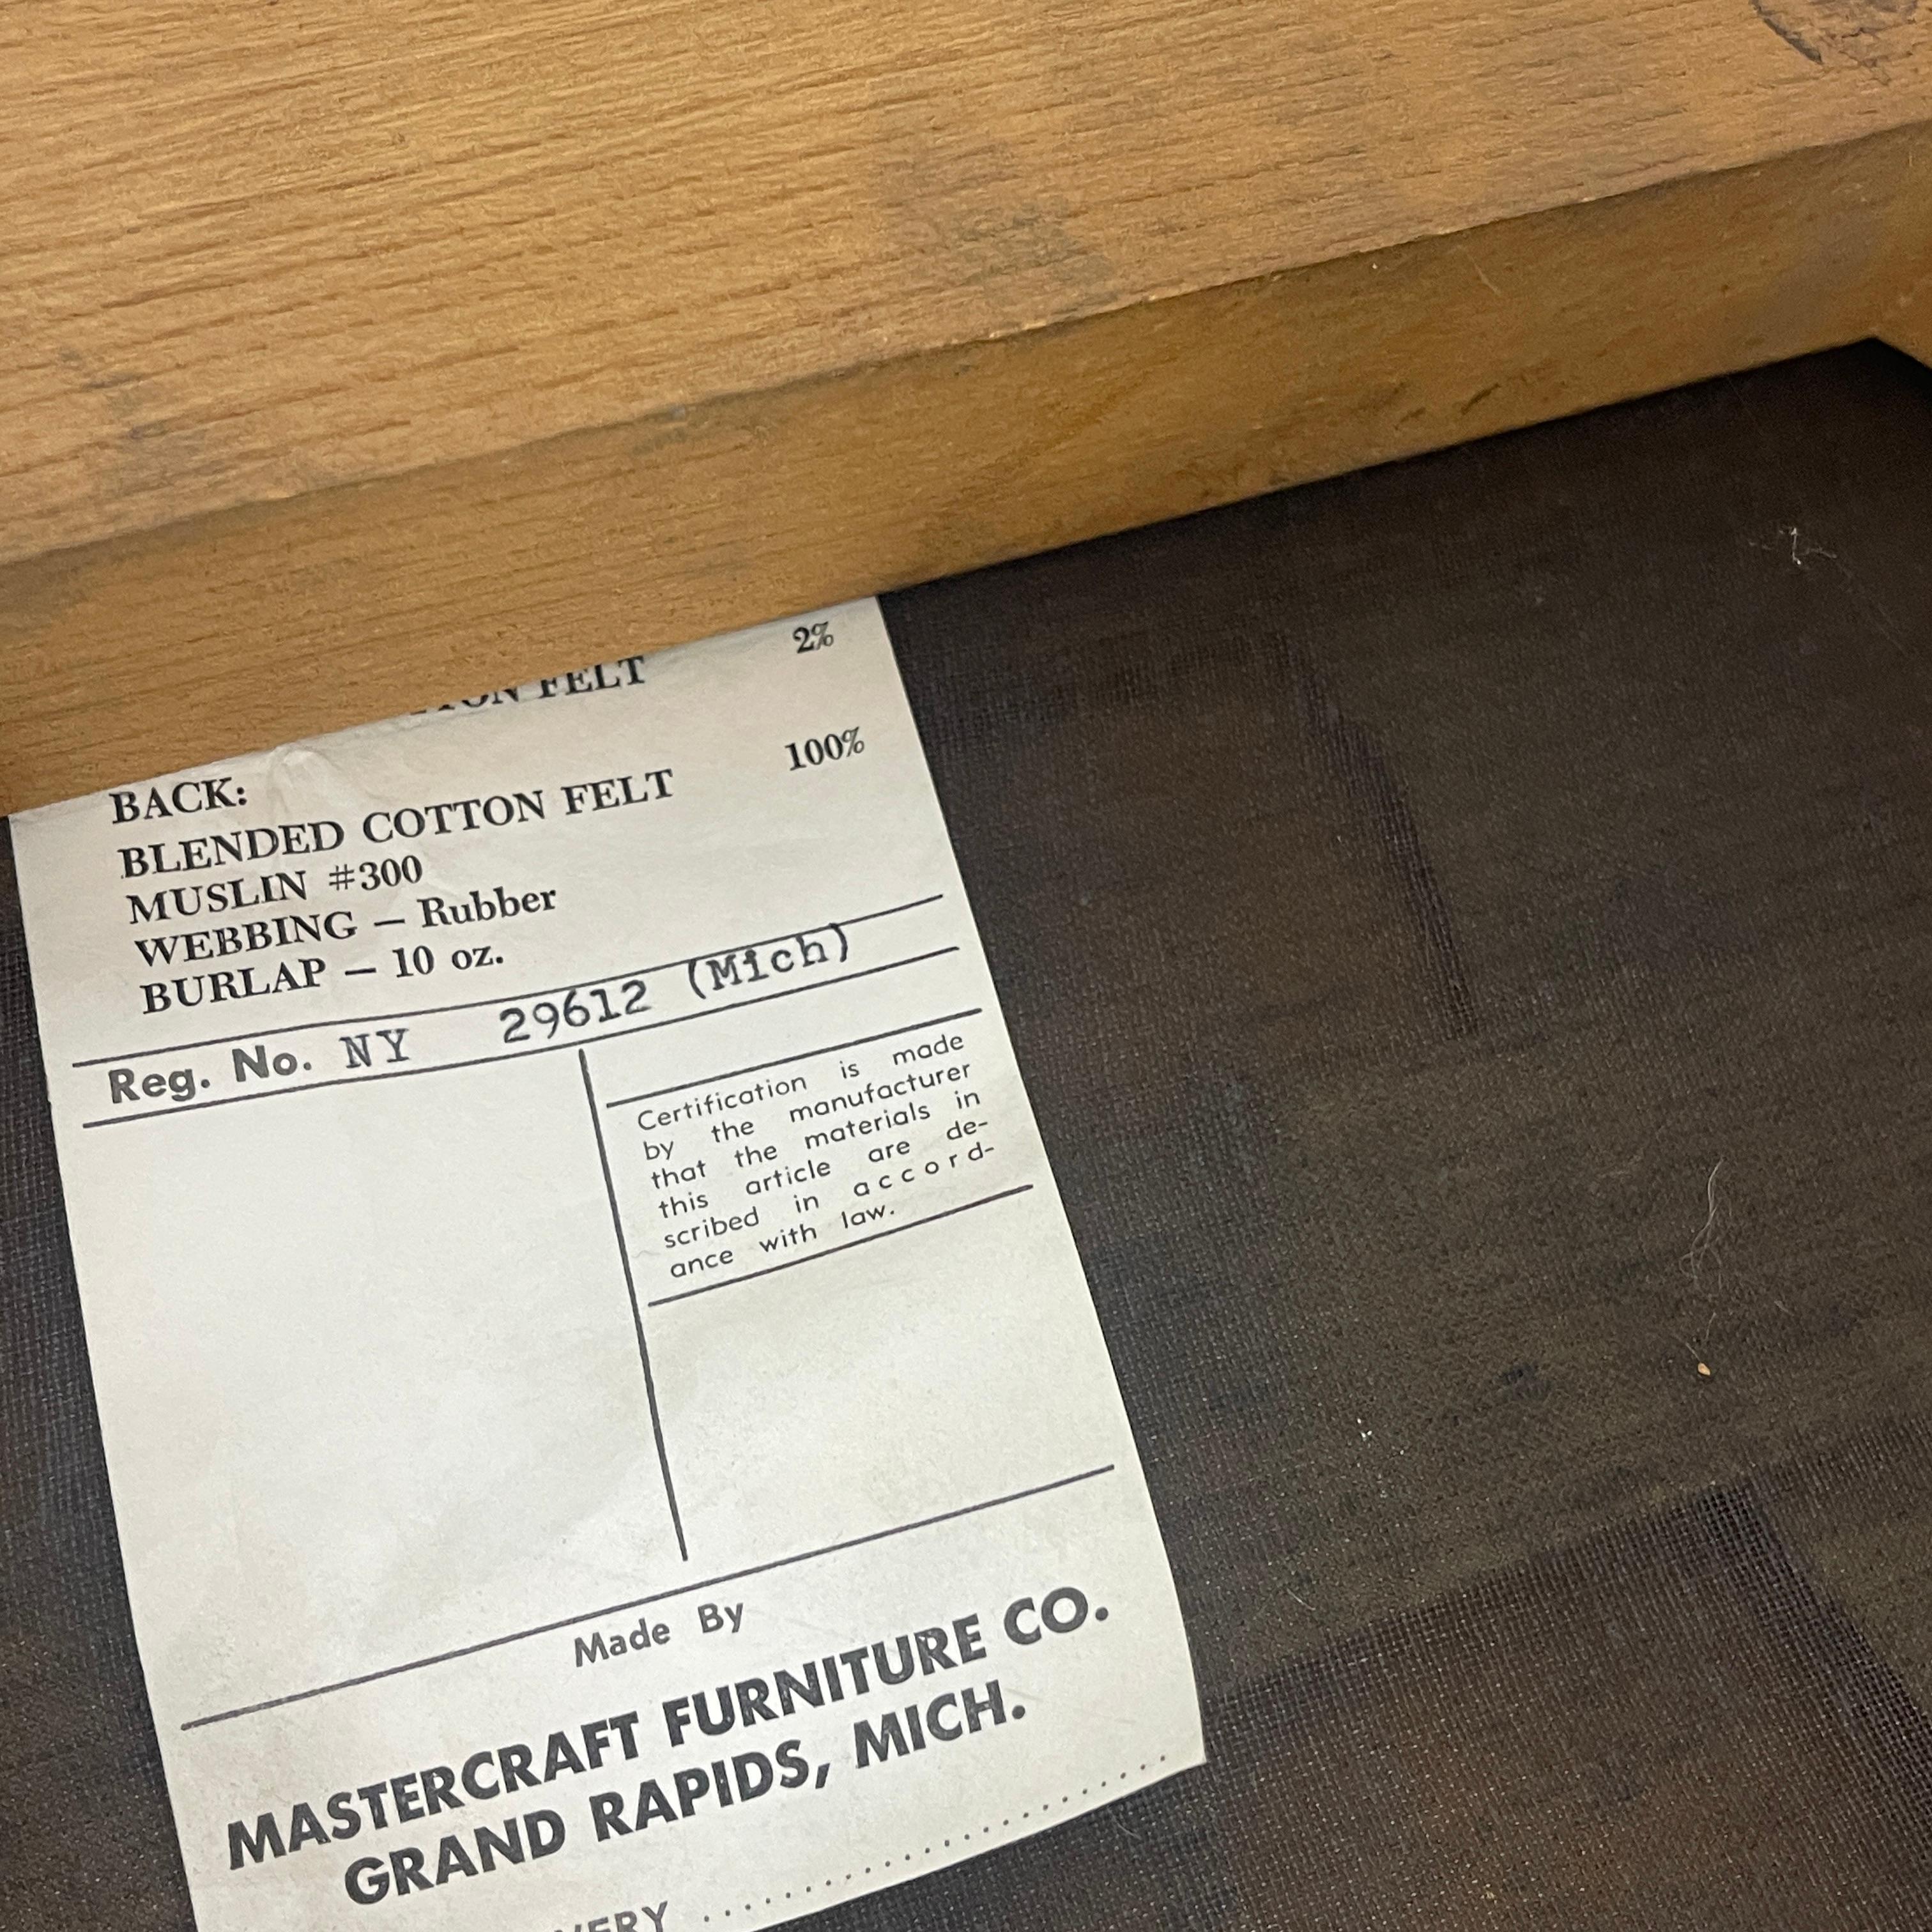 2%
FELT
BACK:
100%
BLENDED COTTON FELT
MUSLIN #300
WEBBING — Rubber
BURLAP — 10 oz.
Reg. No. NY 29612 (Mich)
Certification is made
by the manufacturer
that the materials in
this article are de-
scribed in accord-
ance with law.
Made By
MASTERCRAFT FURNITURE CO.
GRAND RAPIDS, MICH.